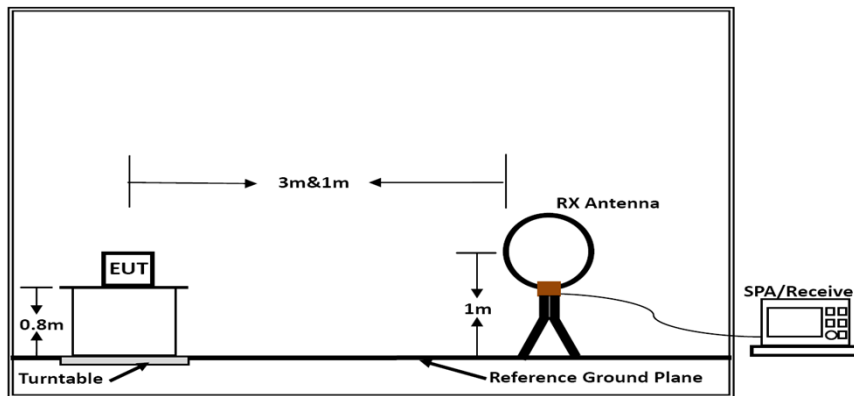 3m&1m
RX Antenna
EUT
SPA/Receive
0.8m
1m
Turntable
Reference Ground Plane